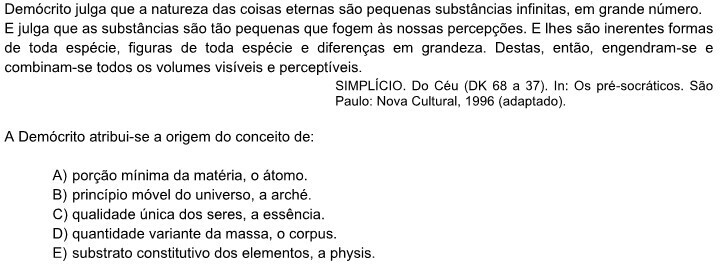 Demócrito julga que a natureza das coisas eternas são pequenas substâncias infinitas, em grande número.
E julga que as substâncias são tão pequenas que fogem às nossas percepções. E lhes são inerentes formas
de toda espécie, figuras de toda espécie e diferenças em grandeza. Destas, então, engendram-se e
combinam-se todos os volumes visíveis e perceptíveis.
SIMPLÍCIO. Do Céu (DK 68 a 37). In: Os pré-socráticos. São
Paulo: Nova Cultural, 1996 (adaptado).
A Demócrito atribui-se a origem do conceito de:
A) porção mínima da matéria, o átomo.
B) princípio móvel do universo, a arché.
C) qualidade única dos seres, a essência.
D) quantidade variante da massa, o corpus.
E) substrato constitutivo dos elementos, a physis.